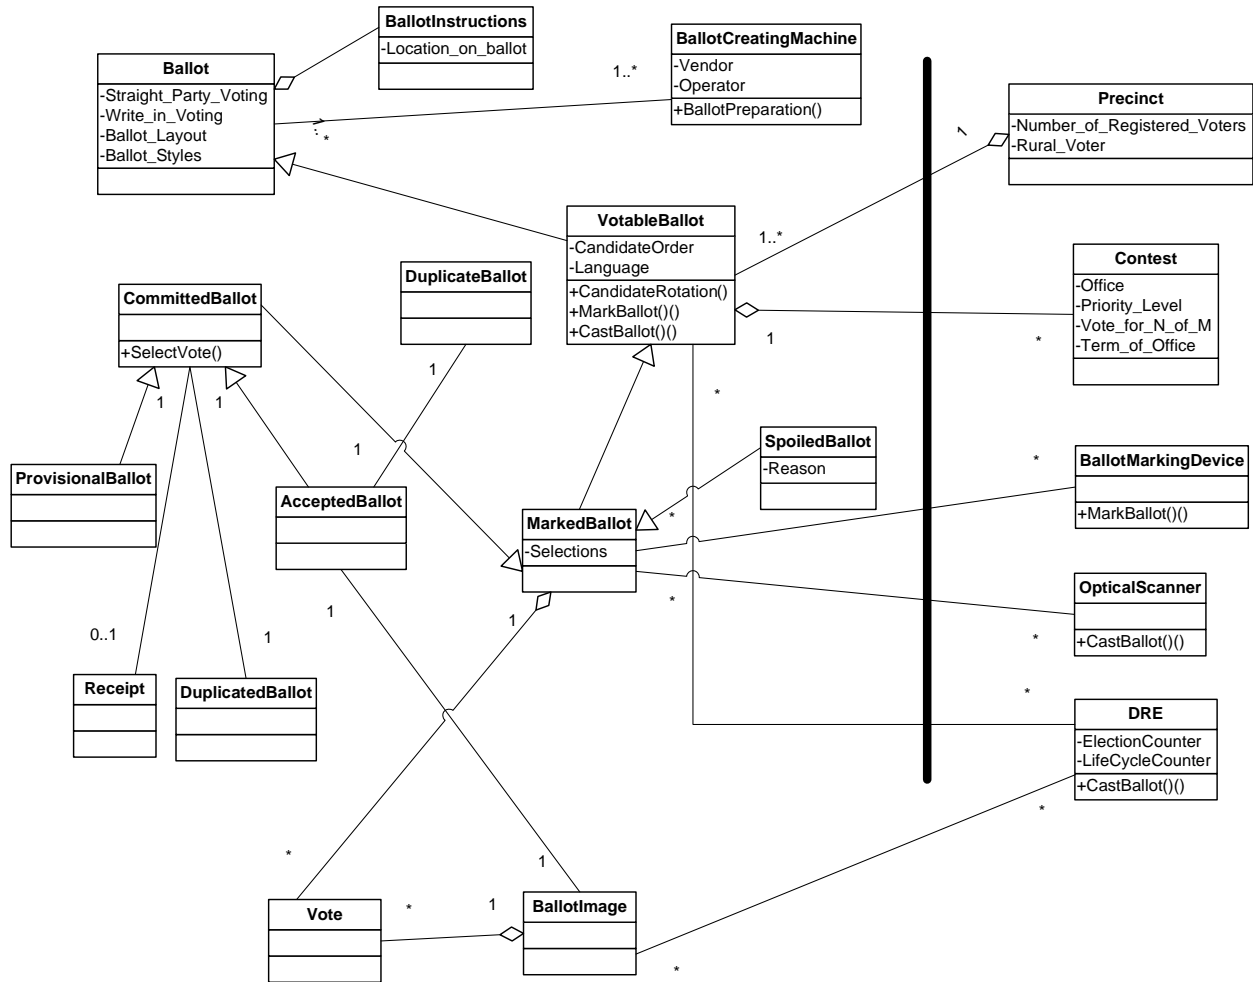 BallotInstructions
-Location_on_ballot
Ballot
-Straight_Party_Voting
-Write_in_Voting
-Ballot_Layout
-Ballot_Styles
BallotCreatingMachine
-Vendor
-Operator
+BallotPreparation()
1..*
*
Precinct
-Number_of_Registered_Voters
-Rural_Voter
1
1..*
VotableBallot
-CandidateOrder
-Language
+CandidateRotation()
+MarkBallot()()
+CastBallot()()
Contest
-Office
-Priority_Level
-Vote_for_N_of_M
-Term_of_Office
1
*
DuplicateBallot
CommittedBallot
+SelectVote()
1
1
1
1
*
ProvisionalBallot
AcceptedBallot
SpoiledBallot
-Reason
MarkedBallot
-Selections
*
*
BallotMarkingDevice
+MarkBallot()()
OpticalScanner
+CastBallot()()
*
*
1
1
0..1
1
Receipt
DuplicatedBallot
*
DRE
-ElectionCounter
-LifeCycleCounter
+CastBallot()()
*
*
1
Vote
*
1
BallotImage
*